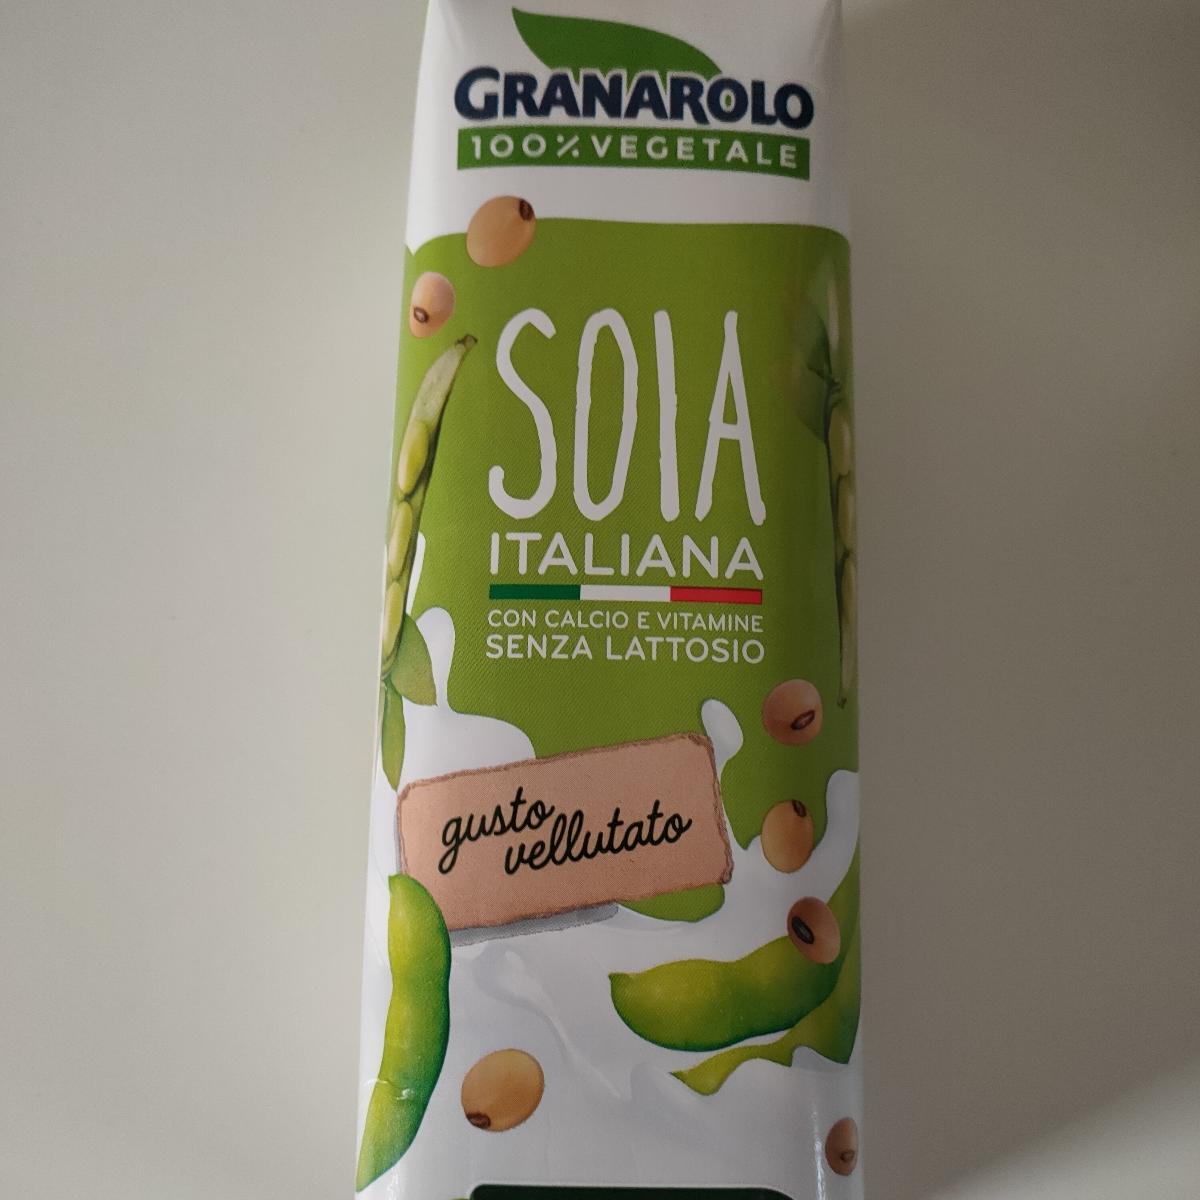 GRANAROLO
100% VEGETALE
SOIA
ITALIANA
CON CALCIO E VITAMINE
SENZA LATTOSIO
gusto
vellutato